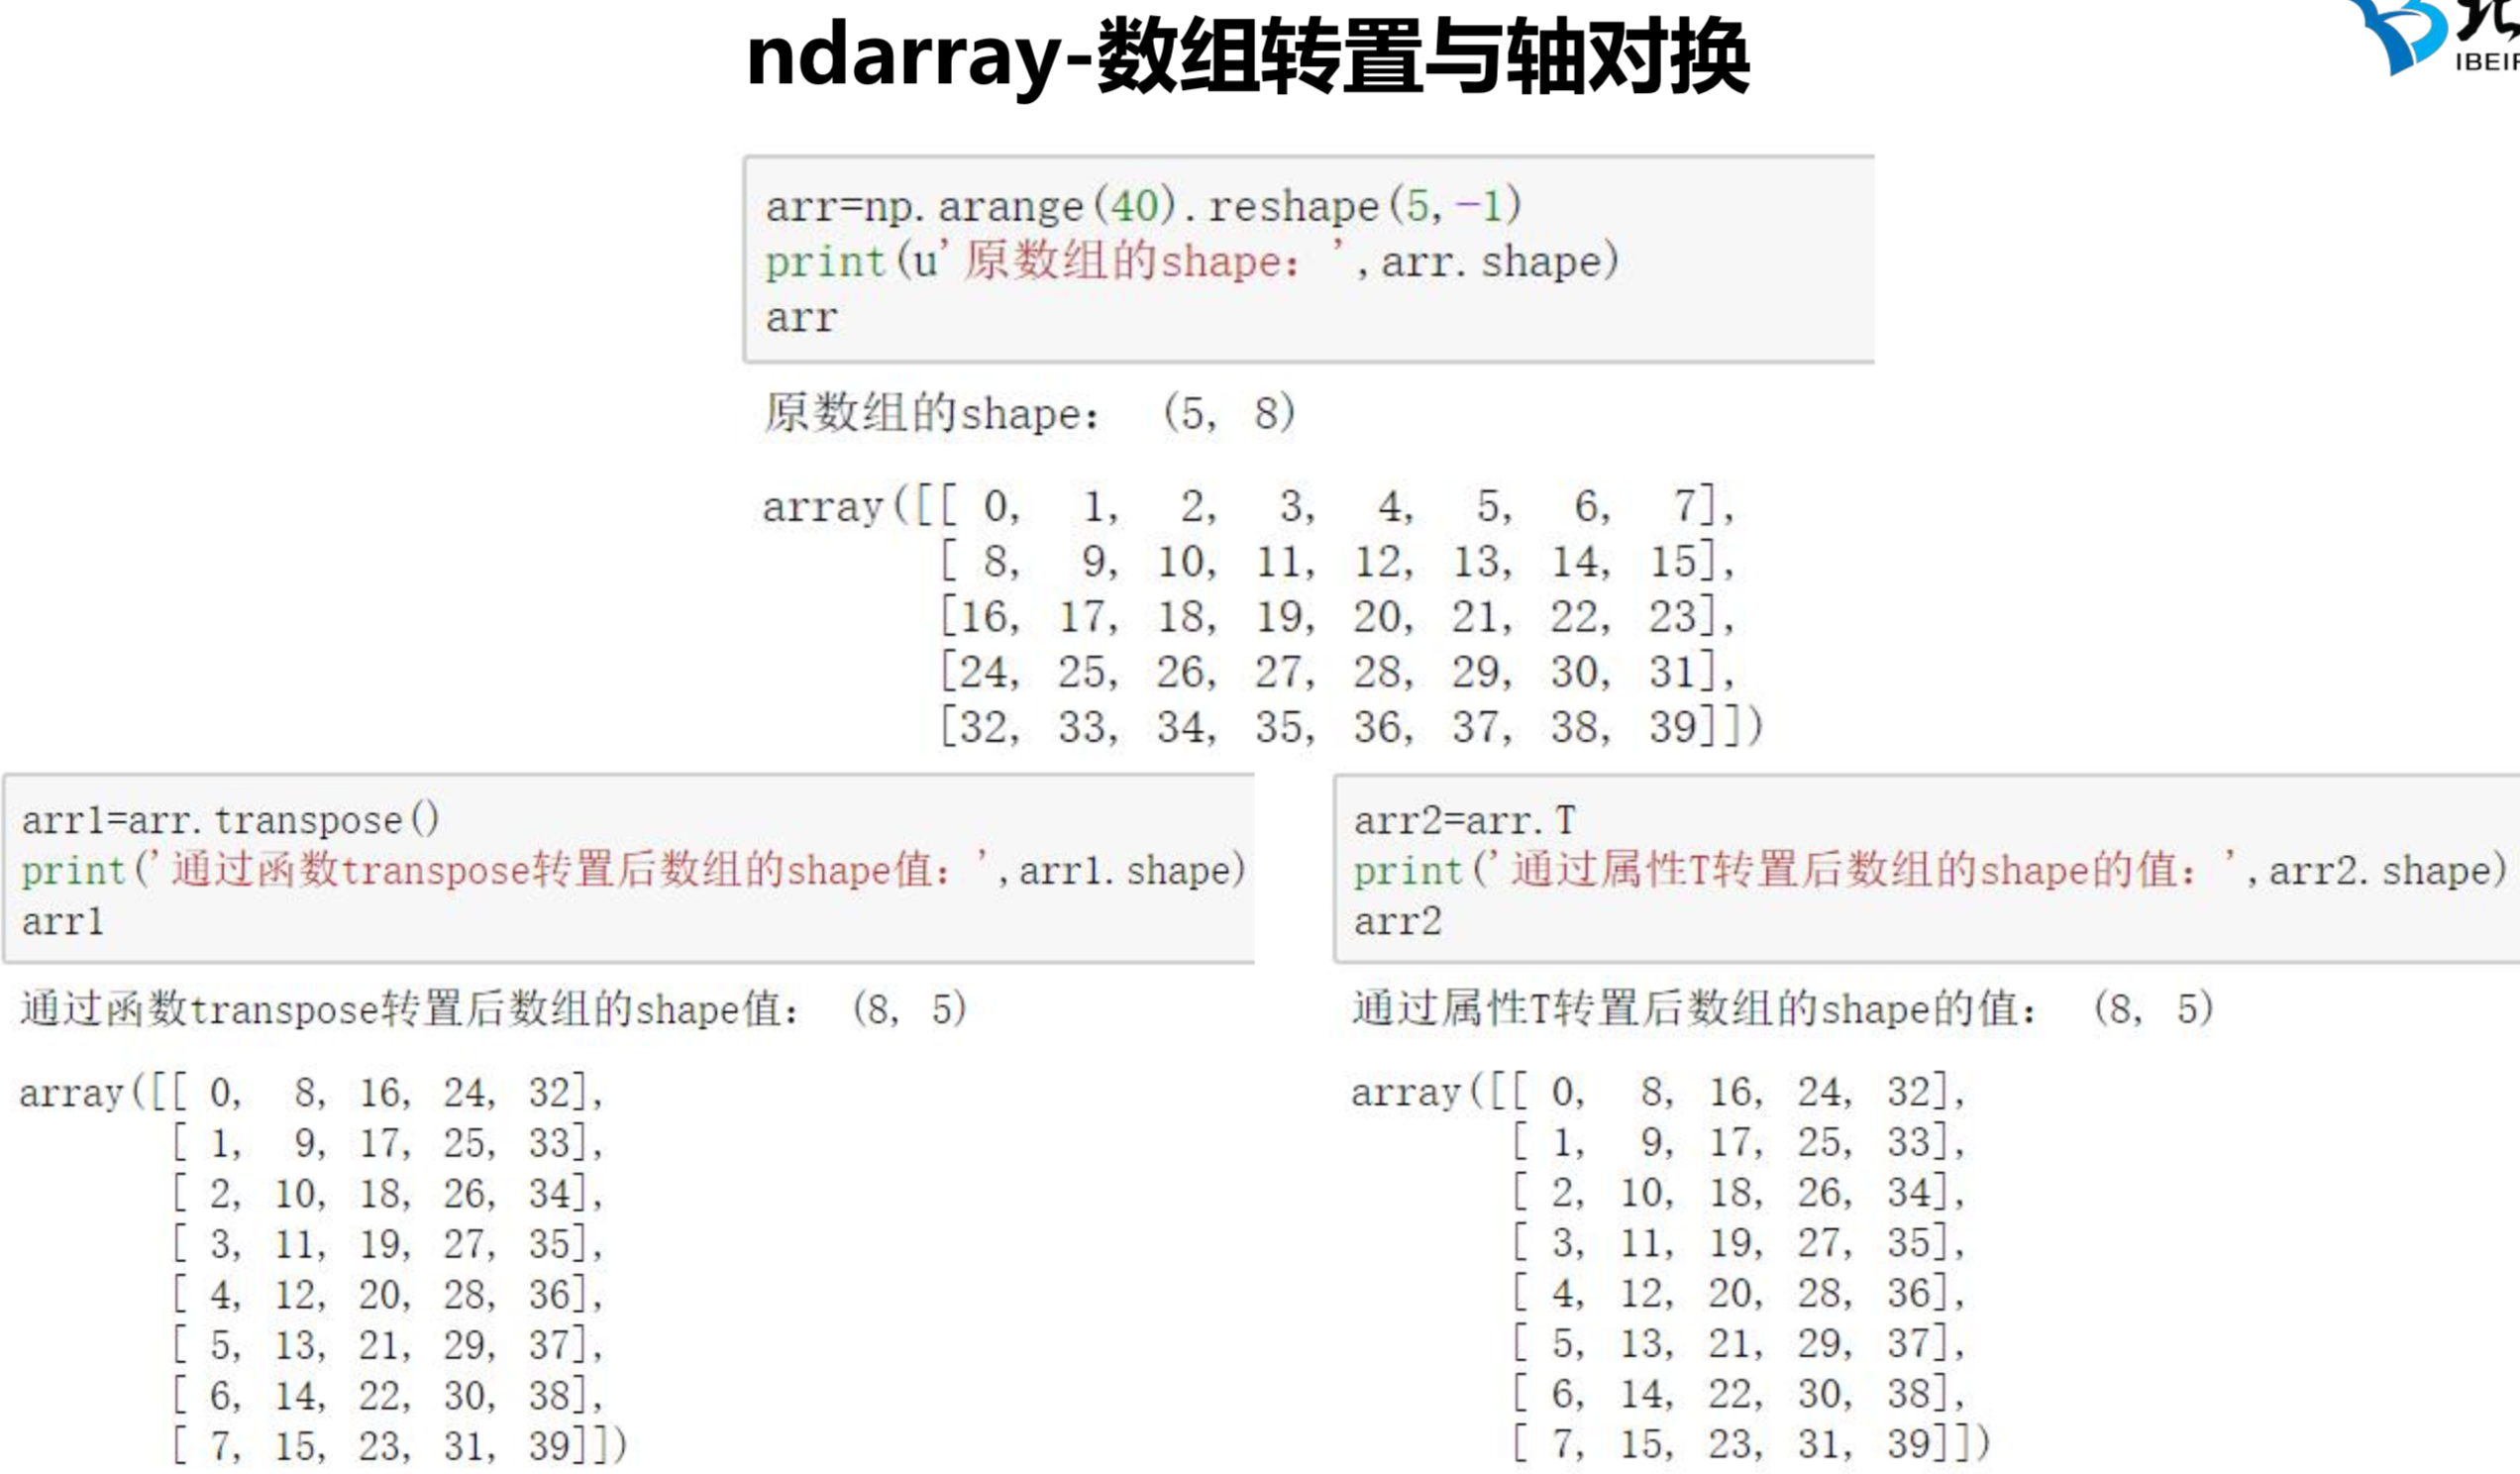 ndarray-数组转置与轴对换
arr=np.arange(40).reshape(5,-1)
print(u'原数组的shape：',arr.shape)
arr
原数组的shape： (5, 8)
array([[ 0,  1,  2,  3,  4,  5,  6,  7],
[ 8,  9, 10, 11, 12, 13, 14, 15],
[16, 17, 18, 19, 20, 21, 22, 23],
[24, 25, 26, 27, 28, 29, 30, 31],
[32, 33, 34, 35, 36, 37, 38, 39]])
arr1=arr.transpose()
print('通过函数transpose转置后数组的shape值：',arr1.shape)
arr1
通过函数transpose转置后数组的shape值： (8, 5)
array([[ 0,  8, 16, 24, 32],
[ 1,  9, 17, 25, 33],
[ 2, 10, 18, 26, 34],
[ 3, 11, 19, 27, 35],
[ 4, 12, 20, 28, 36],
[ 5, 13, 21, 29, 37],
[ 6, 14, 22, 30, 38],
[ 7, 15, 23, 31, 39]])
arr2=arr.T
print('通过属性T转置后数组的shape的值：',arr2.shape)
arr2
通过属性T转置后数组的shape的值： (8, 5)
array([[ 0,  8, 16, 24, 32],
[ 1,  9, 17, 25, 33],
[ 2, 10, 18, 26, 34],
[ 3, 11, 19, 27, 35],
[ 4, 12, 20, 28, 36],
[ 5, 13, 21, 29, 37],
[ 6, 14, 22, 30, 38],
[ 7, 15, 23, 31, 39]])